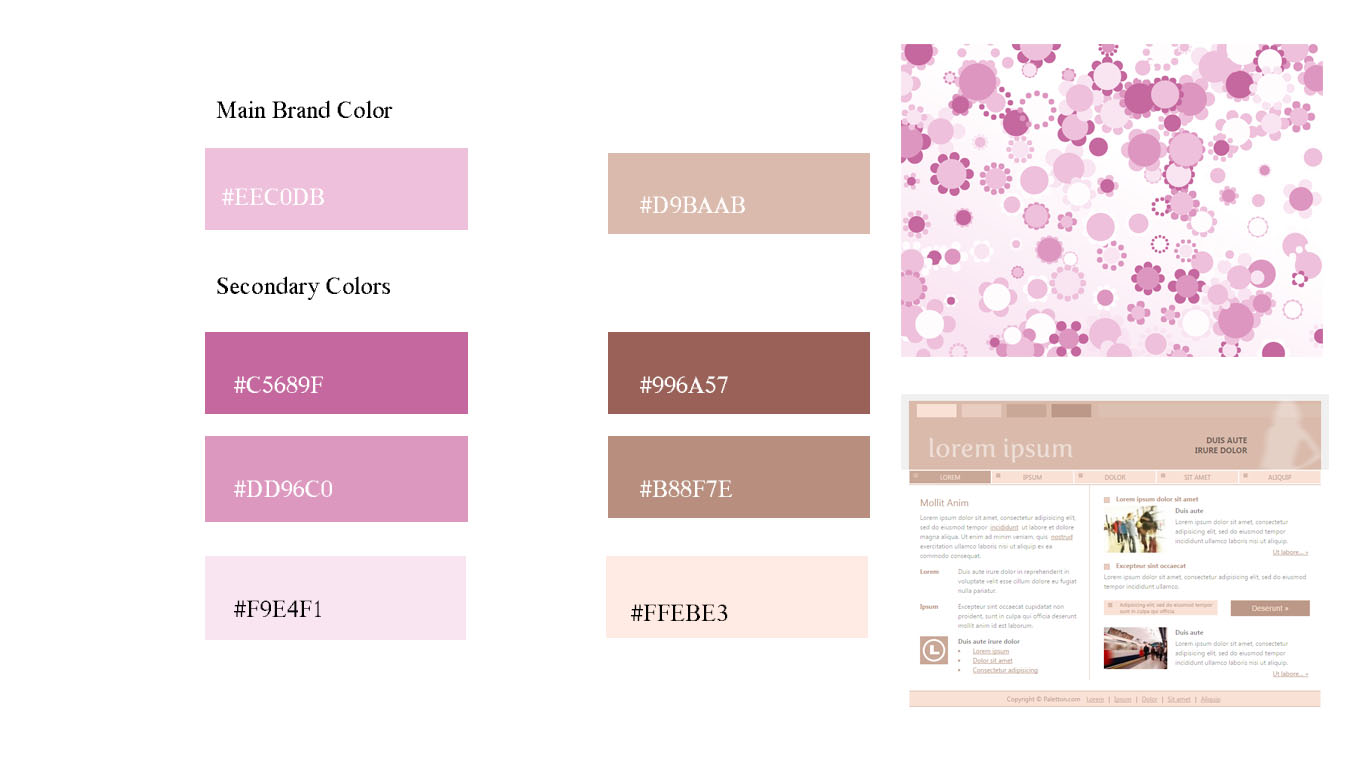 Main Brand Color
#EEC0DB
#D9BAAB
Secondary Colors
#C5689F
#996A57
#DD96C0
#B88F7E
#F9E4F1
#FFEBE3
lorem ipsum
DUIS AUTE
IRURE DOLOR
LOREM
IPSUM
DOLOR
SIT AMET
ALIQUIP
Mollit Anim
Lorem ipsum dolor sit amet, consectetur adipisicing elit,
sed do eiusmod tempor incididunt ut labore et dolore
magna aliqua. Ut enim ad minim veniam, quis nostrud
exercitation ullamco laboris nisi ut aliquip ex ea
commodo consequat.
Lorem
Duis aute irure dolor in reprehenderit in
voluptate velit esse cillum dolore eu fugiat
nulla pariatur.
Ipsum
Excepteur sint occaecat cupidatat non
proident, sunt in culpa qui officia deserunt
mollit anim id est laborum.
Duis aute irure dolor
Lorem ipsum
Dolor sit amet
Consectetur adipisicing
Lorem ipsum dolor sit amet
Duis aute
Lorem ipsum dolor sit amet, consectetur
adipisicing elit, sed do eiusmod tempor
incididunt ullamco laboris nisi ut aliquip.
Ut labore... »
Excepteur sint occaecat
Lorem ipsum dolor sit amet, consectetur adipisicing elit, sed do eiusmod
tempor incididunt ullamco.
Adipisicing elit, sed do eiusmod tempor
sunt in culpa qui officia.
Deserunt »
Duis aute
Lorem ipsum dolor sit amet, consectetur
adipisicing elit, sed do eiusmod tempor
incididunt ullamco laboris nisi ut aliquip.
Ut labore... »
Copyright © Paletton.com Lorem | Ipsum | Dolor | Sit amet | Aliquip